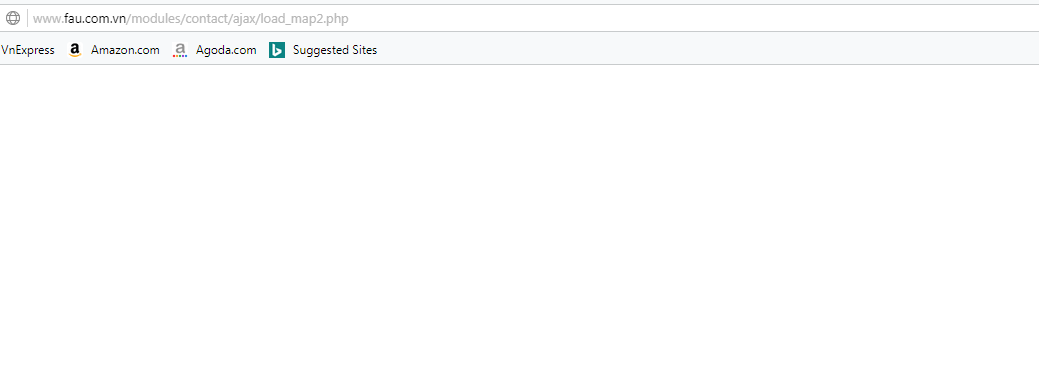 www.fau.com.vn/modules/contact/ajax/load_map2.php
VnExpress Amazon.com Agoda.com Suggested Sites